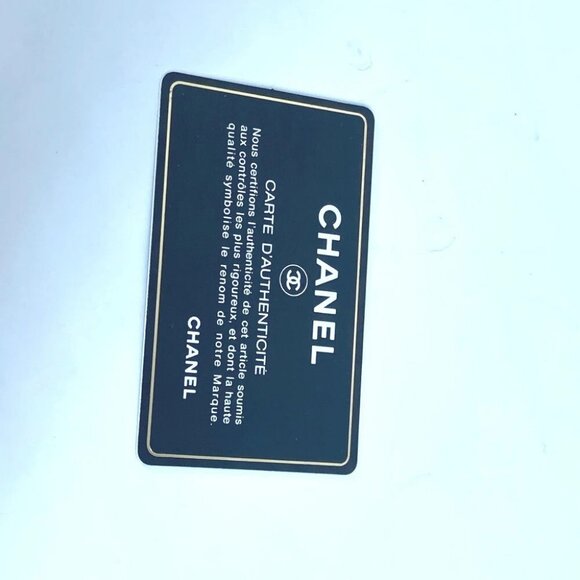 CHANEL
CARTE D'AUTHENTICITÉ
Nous certifions l'authenticité de cet article soumis
aux contrôles les plus rigoureux, et dont la haute
qualité symbolise le renom de notre Marque.
CHANEL